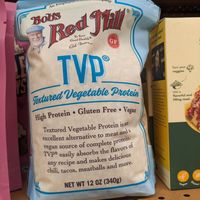 Bob's
Red Mill
GF
TVP®
Textured Vegetable Protein
High Protein • Gluten Free • Vegan
Textured Vegetable Protein is an
excellent alternative to meat and a
vegan source of complete protein.
TVP® easily absorbs the flavors of
any recipe and makes delicious
chili, tacos, meatballs and more
NET WT 12 OZ (340g)